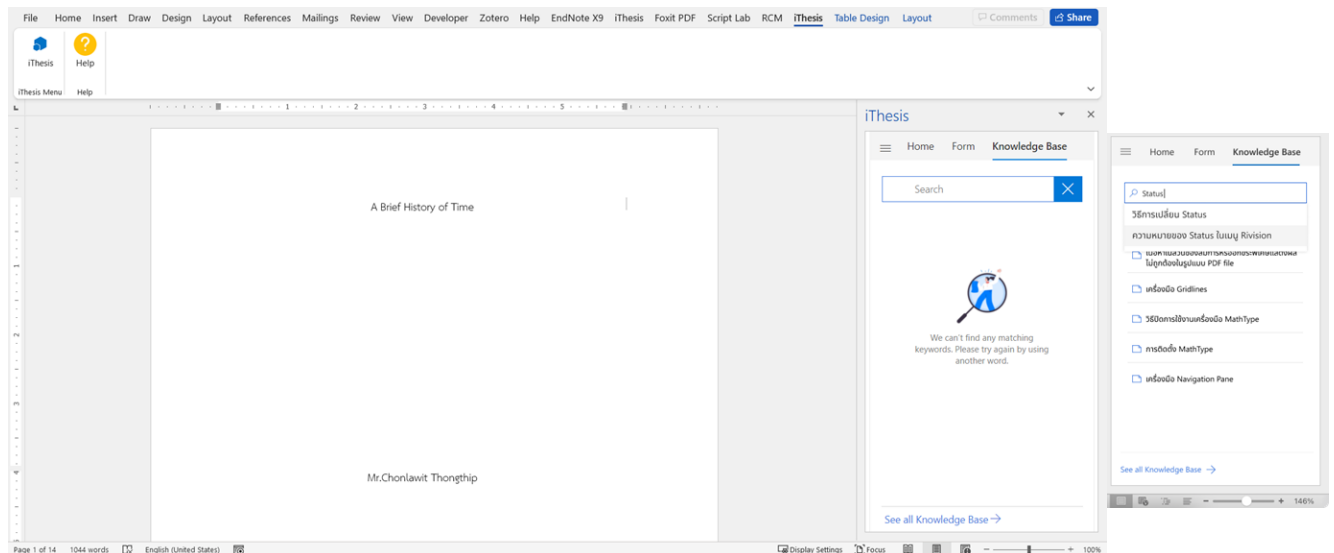 File Home Insert Draw Design Layout References Mailings Review View Developer Zotero Help EndNote X9 iThesis Foxit PDF Script Lab RCM iThesis Table Design Layout Comments Share
iThesis Help
iThesis Menu Help
1 2 3 4 5
iThesis
Home Form Knowledge Base
Search
A Brief History of Time
We can't find any matching
keywords. Please try again by using
another word.
Mr.Chonlawit Thongthip
See all Knowledge Base
Page 1 of 14 1044 words English (United States) Display Settings Focus 100%
Home Form Knowledge Base
Status
วิธีการเปลี่ยน Status
ความหมายของ Status ในเมนู Rivision
ไม่ถูกต้องในรูปแบบ PDF file
เครื่องมือ Gridlines
วิธีปิดการใช้งานเครื่องมือ MathType
การติดตั้ง MathType
เครื่องมือ Navigation Pane
See all Knowledge Base
146%